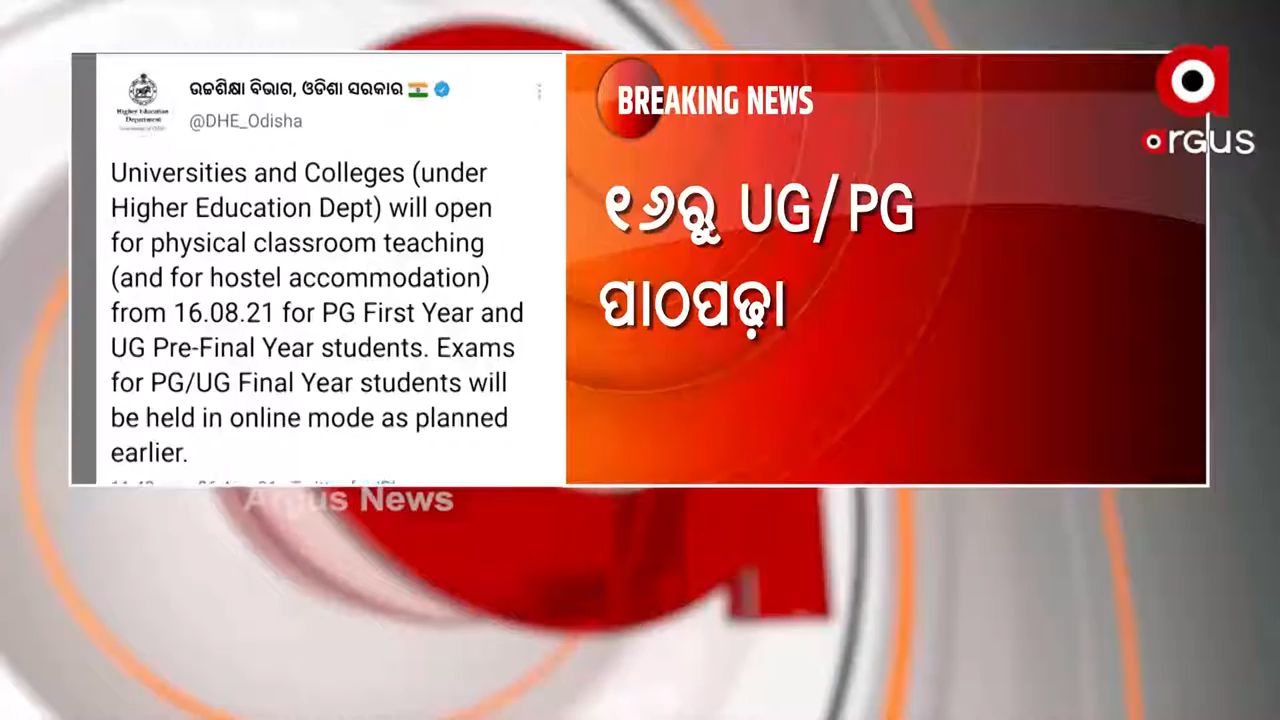 ଉଚ୍ଚଶିକ୍ଷା ବିଭାଗ, ଓଡିଶା ସରକାର
@DHE_Odisha
Higher Education
Department
Universities and Colleges (under
Higher Education Dept) will open
for physical classroom teaching
(and for hostel accommodation)
from 16.08.21 for PG First Year and
UG Pre-Final Year students. Exams
for PG/UG Final Year students will
be held in online mode as planned
earlier.
BREAKING NEWS
୧୬ରୁ UG/PG
ପାଠପଢ଼ା
argus
Argus News